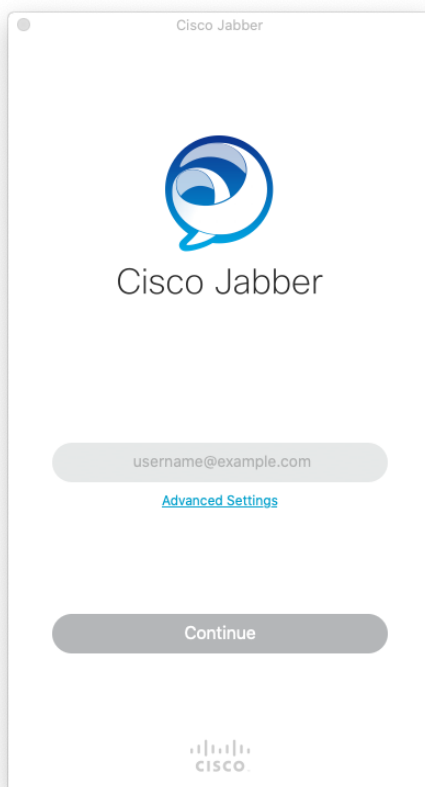 Cisco Jabber
Cisco Jabber
username@example.com
Advanced Settings
Continue
CISCO